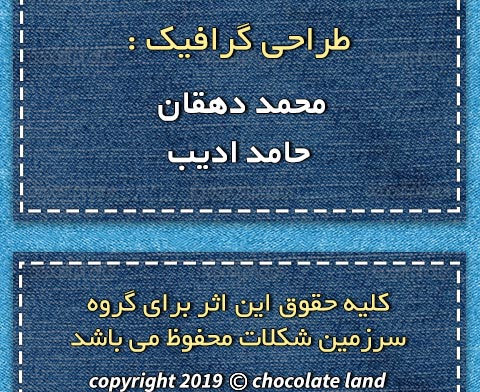 طراحی گرافیک :
محمد دهقان
حامد ادیب
کلیه حقوق این اثر برای گروه
سرزمین شکلات محفوظ می باشد
copyright 2019 © chocolate land